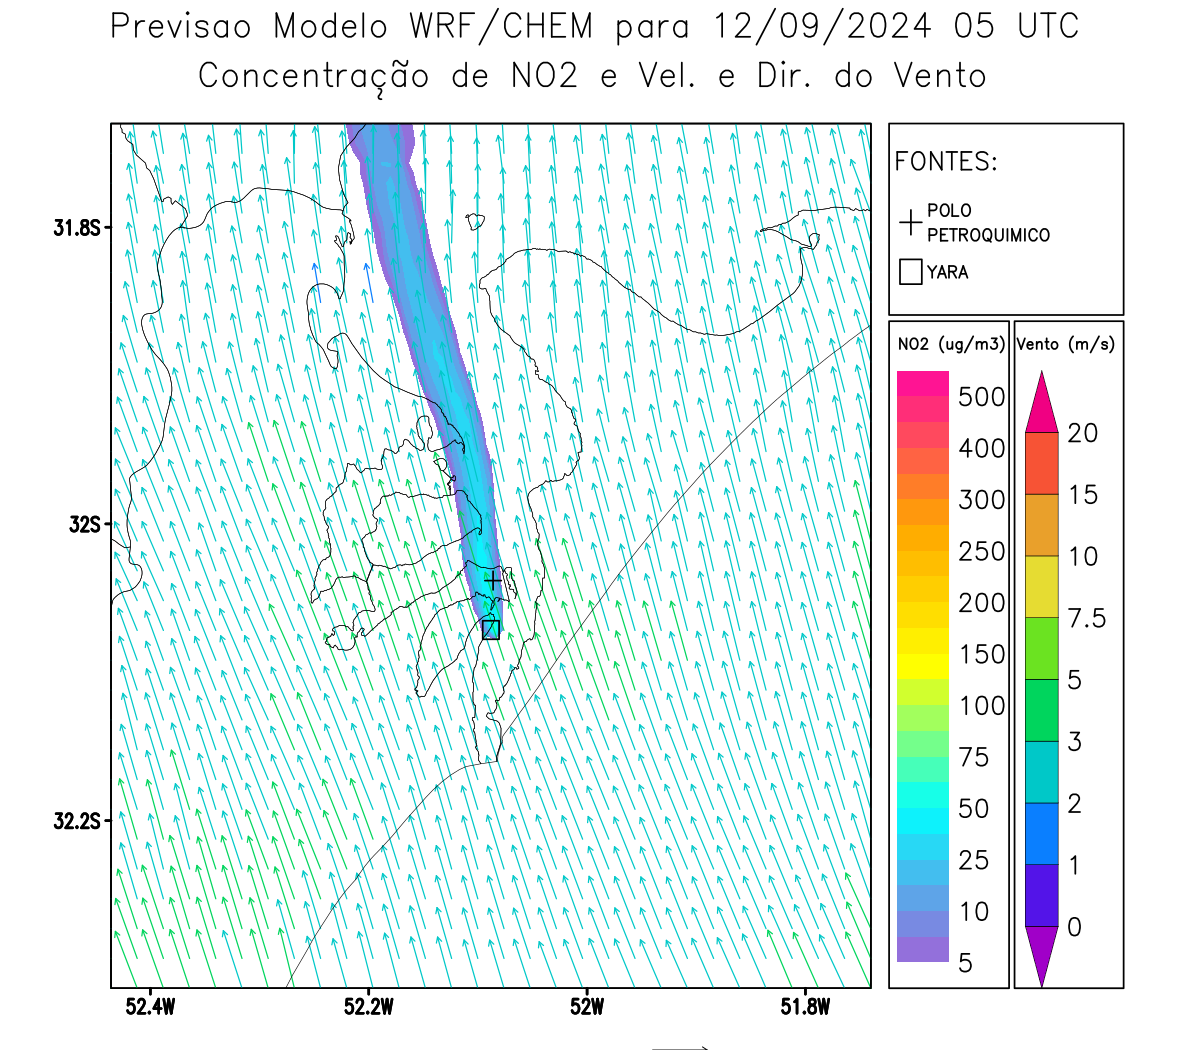 Previsao Modelo WRF/CHEM para 12/09/2024 05 UTC
Concentração de NO2 e Vel. e Dir. do Vento
FONTES:
POLO
PETROQUIMICO
YARA
31.8S
32S
32.2S
52.4W
52.2W
52W
51.8W
NO2 (ug/m3)
500
400
300
250
200
150
100
75
50
25
10
5
Vento (m/s)
20
15
10
7.5
5
3
2
1
0